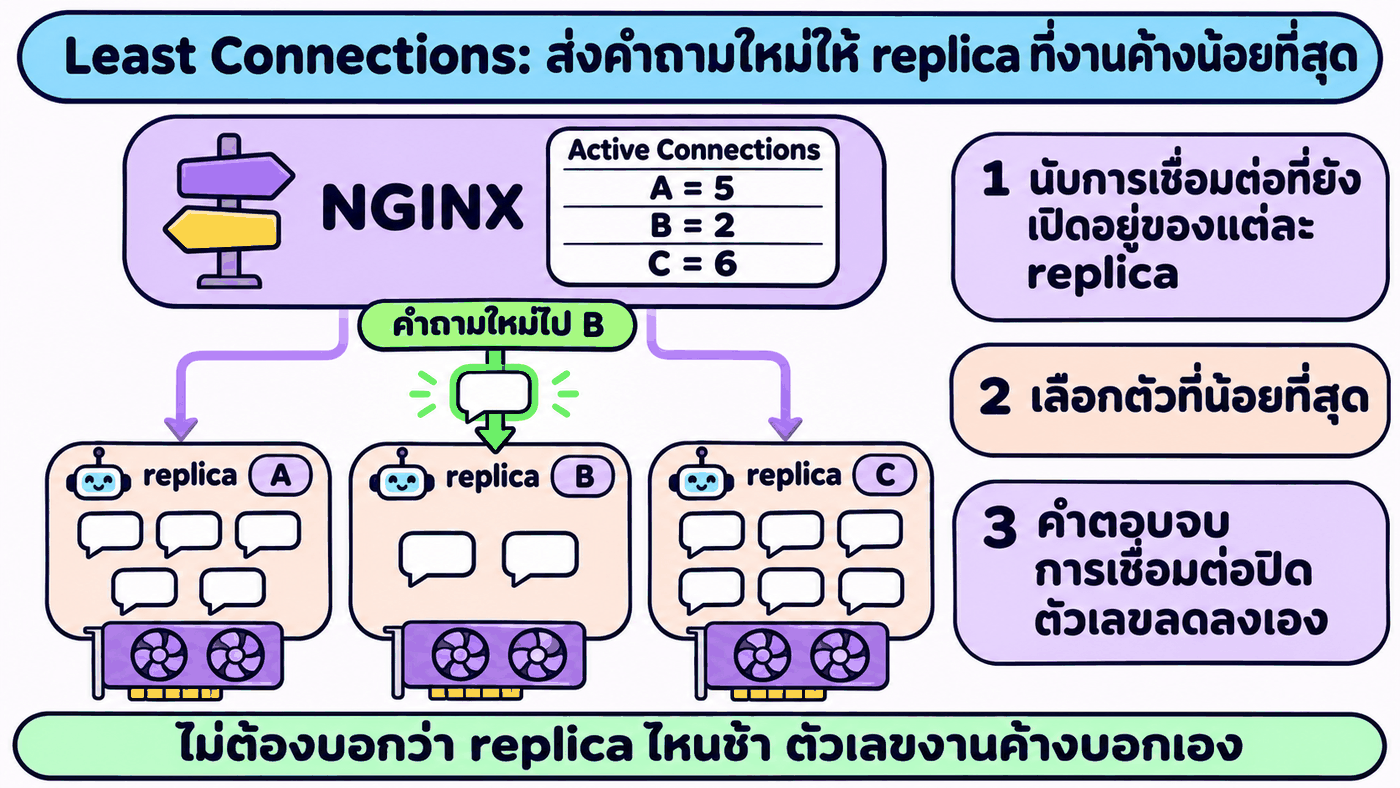 Least Connections: ส่งคำถามใหม่ให้ replica ที่งานค้างน้อยที่สุด
NGINX
Active Connections
A = 5
B = 2
C = 6
คำถามใหม่ไป B
replica A
replica B
replica C
1 นับการเชื่อมต่อที่ยัง
เปิดอยู่ของแต่ละ
replica
2 เลือกตัวที่น้อยที่สุด
3 คำตอบจบ
การเชื่อมต่อปิด
ตัวเลขลดลงเอง
ไม่ต้องบอกว่า replica ไหนช้า ตัวเลขงานค้างบอกเอง